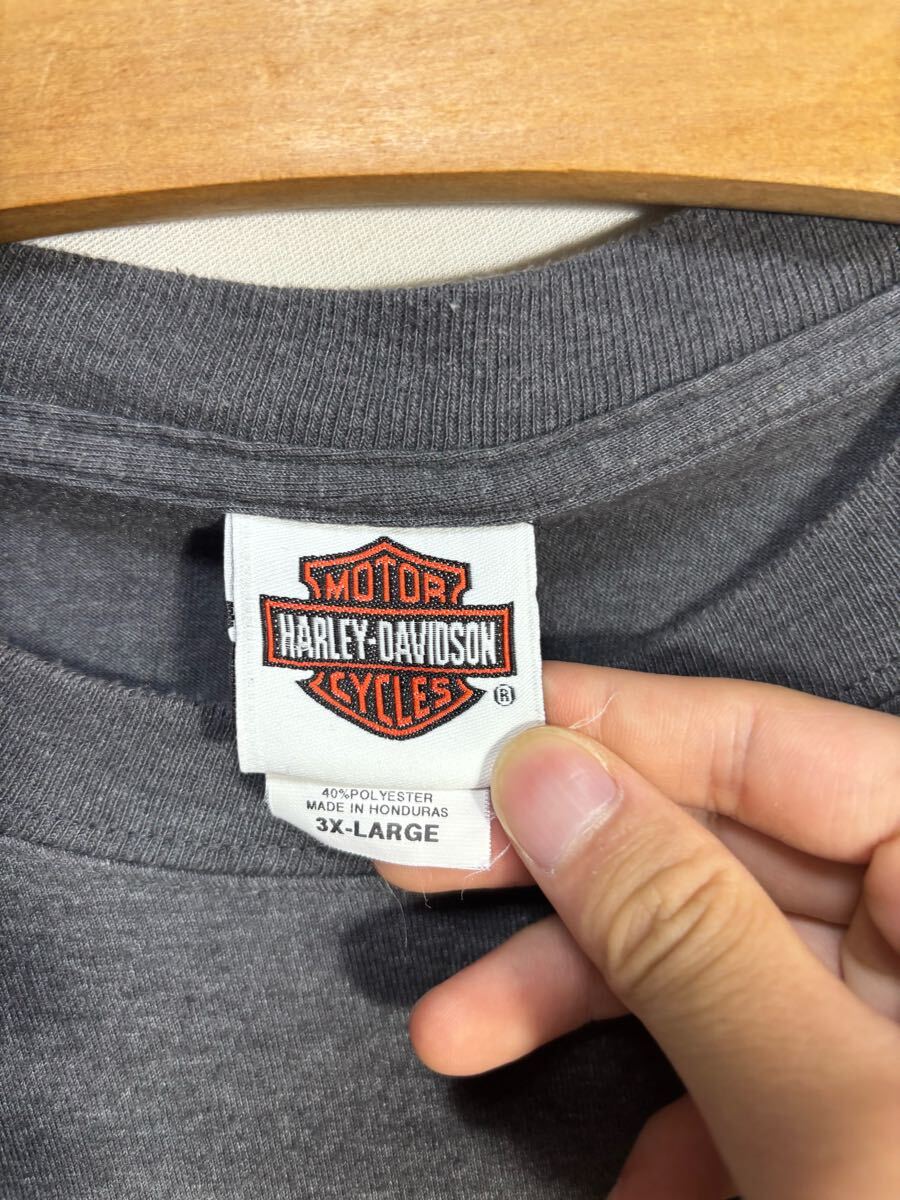 MOTOR
HARLEY-DAVIDSON
CYCLES
®
40%POLYESTER
MADE IN HONDURAS
3X-LARGE